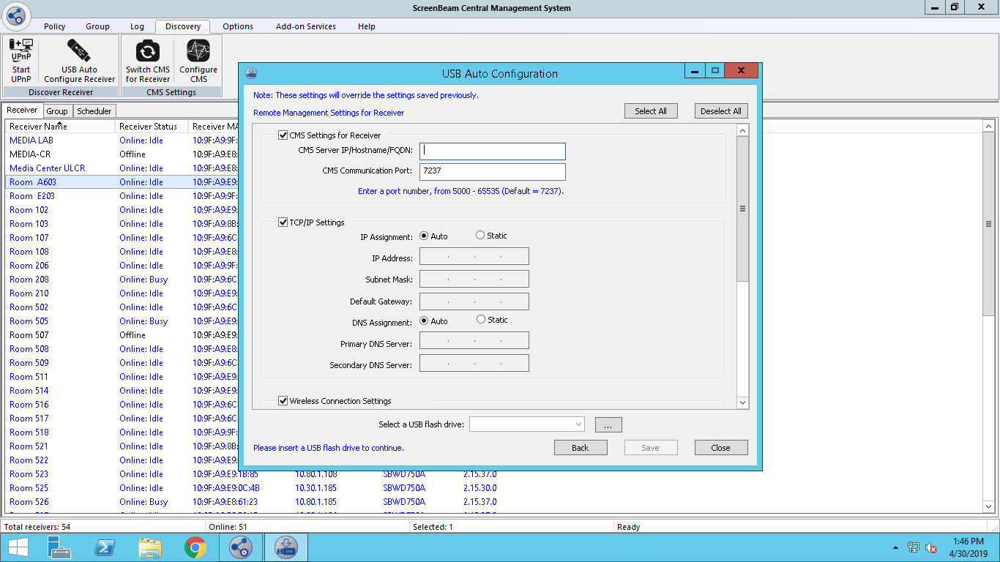 ScreenBeam Central Management System
Policy Group Log Discovery Options Add-on Services Help
UPnP
Start UPnP
USB Auto Configure Receiver
Switch CMS for Receiver
Configure CMS
Discover Receiver CMS Settings
Receiver Group Scheduler
Receiver Name Receiver Status Receiver MA
MEDIA LAB Online: Idle 10:9F:A9:9F:
MEDIA-CR Offline 10:9F:A9:E8:
Media Center ULCR Online: Idle 10:9F:A9:E8:
Room A603 Online: Idle 10:9F:A9:E9:
Room E203 Online: Idle 10:9F:A9:9F:
Room 102 Online: Idle 10:9F:A9:E9:
Room 103 Online: Idle 10:9F:A9:8B:
Room 107 Online: Idle 10:9F:A9:6C
Room 108 Online: Idle 10:9F:A9:E8:
Room 206 Online: Idle 10:9F:A9:9F:
Room 208 Online: Busy 10:9F:A9:6C
Room 210 Online: Idle 10:9F:A9:E9:
Room 502 Online: Idle 10:9F:A9:6C
Room 505 Online: Busy 10:9F:A9:E9:
Room 507 Offline 10:9F:A9:E9:
Room 508 Online: Idle 10:9F:A9:E8:
Room 509 Online: Idle 10:9F:A9:6C
Room 511 Online: Idle 10:9F:A9:E9:
Room 514 Online: Idle 10:9F:A9:E9:
Room 516 Online: Idle 10:9F:A9:6C
Room 517 Online: Idle 10:9F:A9:6C
Room 518 Online: Idle 10:9F:A9:9F:
Room 521 Online: Idle 10:9F:A9:8B:
Room 522 Online: Idle 10:9F:A9:E9:
Room 523 Online: Idle 10:9F:A9:E9:1B:85 10.80.1.108 SBWD750A 2.15.37.0
Room 525 Online: Idle 10:9F:A9:E9:0C:4B 10.30.1.185 SBWD750A 2.15.30.0
Room 526 Online: Busy 10:9F:A9:E8:61:23 10.80.1.185 SBWD750A 2.15.37.0
USB Auto Configuration
Note: These settings will override the settings saved previously.
Remote Management Settings for Receiver Select All Deselect All
CMS Settings for Receiver
CMS Server IP/Hostname/FQDN:
CMS Communication Port: 7237
Enter a port number, from 5000 - 65535 (Default = 7237).
TCP/IP Settings
IP Assignment: Auto Static
IP Address:
Subnet Mask:
Default Gateway:
DNS Assignment: Auto Static
Primary DNS Server:
Secondary DNS Server:
Wireless Connection Settings
Select a USB flash drive: ...
Please insert a USB flash drive to continue. Back Save Close
Total receivers: 54 Online: 51 Selected: 1 Ready
USB
1:46 PM
4/30/2019